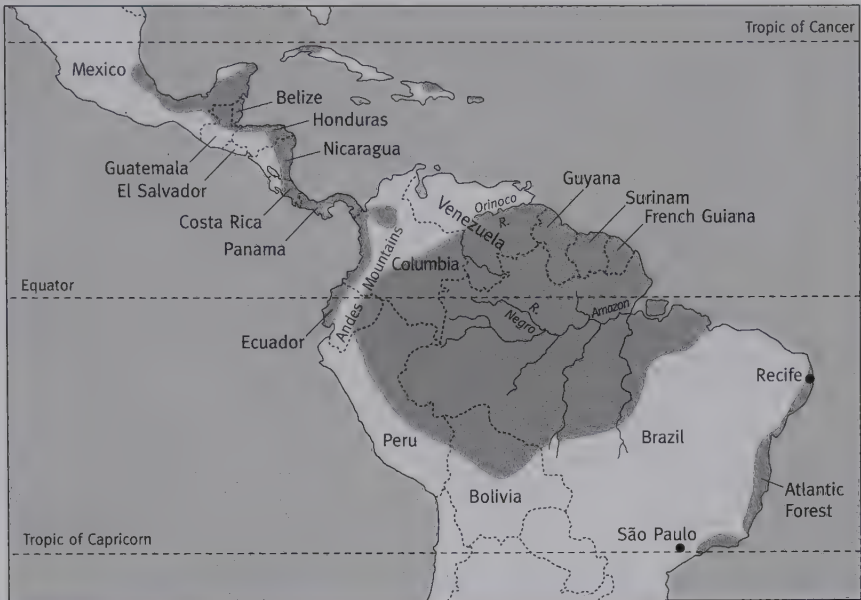 Tropic of Cancer
Mexico
Belize
Honduras
Nicaragua
Guatemala
El Salvador
Costa Rica
Panama
Orinoco
R.
Venezuela
Guyana
Surinam
French Guiana
Columbia
Andes Mountains
Equator
Ecuador
Negro
R.
Amazon
Recife
Peru
Brazil
Bolivia
Atlantic
Forest
Tropic of Capricorn
São Paulo